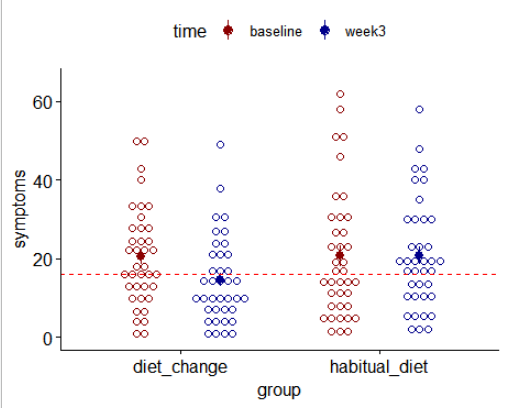 time baseline week3
symptoms
60
40
20
0
diet_change habitual_diet
group